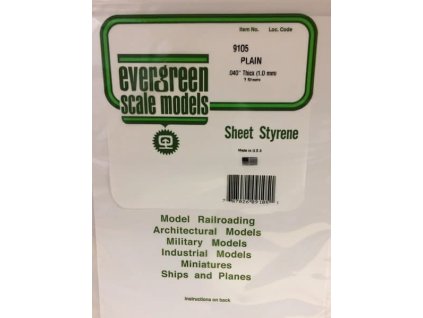 Item No. Loc. Code
9105
PLAIN
.040" Thick (1.0 mm)
evergreen
scale models
Sheet Styrene
Made in U.S.A
Model Railroading
Architectural Models
Military Models
Industrial Models
Miniatures
Ships and Planes
Instructions on back